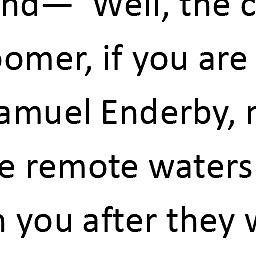 nd— Well, the c
oomer, if you are
amuel Enderby, r
e remote waters
n you after they v